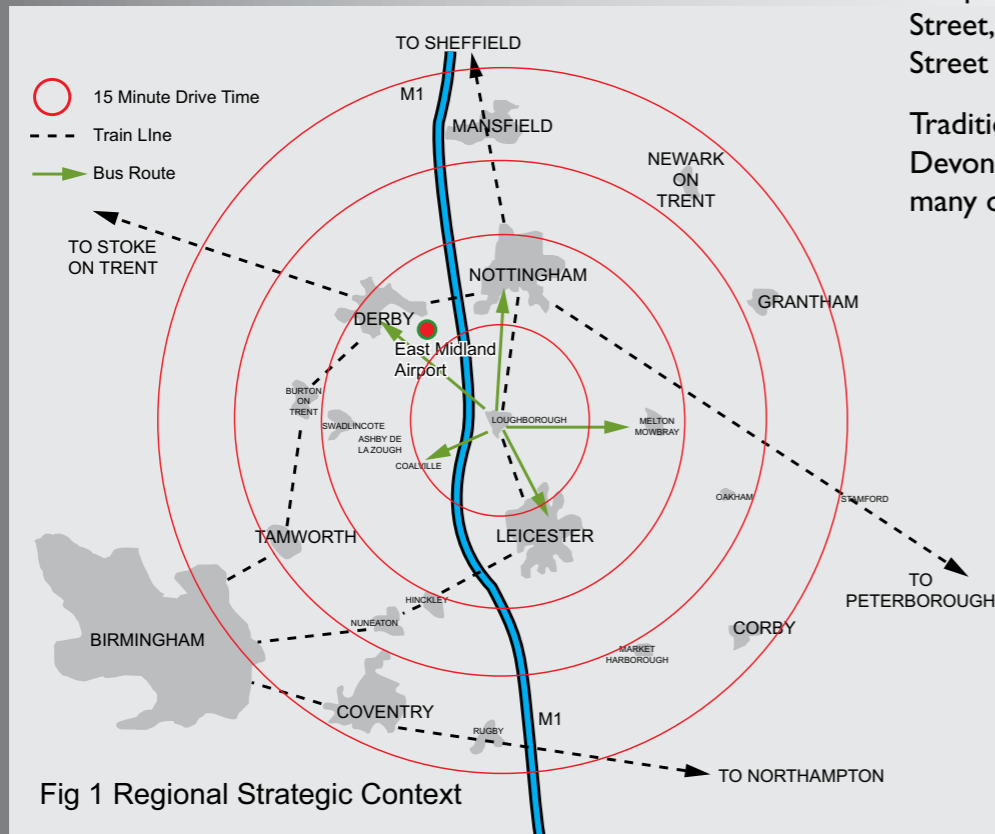 Street,
Street
Traditio
Devon
many o
TO SHEFFIELD
M1
15 Minute Drive Time
Train LIne
Bus Route
MANSFIELD
NEWARK
ON
TRENT
TO STOKE
ON TRENT
NOTTINGHAM
GRANTHAM
DERBY
East Midland
Airport
BURTON
ON
TRENT
SWADLINCOTE
ASHBY DE
LA ZOUGH
COALVILLE
LOUGHBOROUGH
MELTON
MOWBRAY
OAKHAM
STAMFORD
TAMWORTH
LEICESTER
TO
PETERBOROUGH
HINCKLEY
NUNEATON
BIRMINGHAM
CORBY
MARKET
HARBOROUGH
COVENTRY
RUGBY
M1
TO NORTHAMPTON
Fig 1 Regional Strategic Context